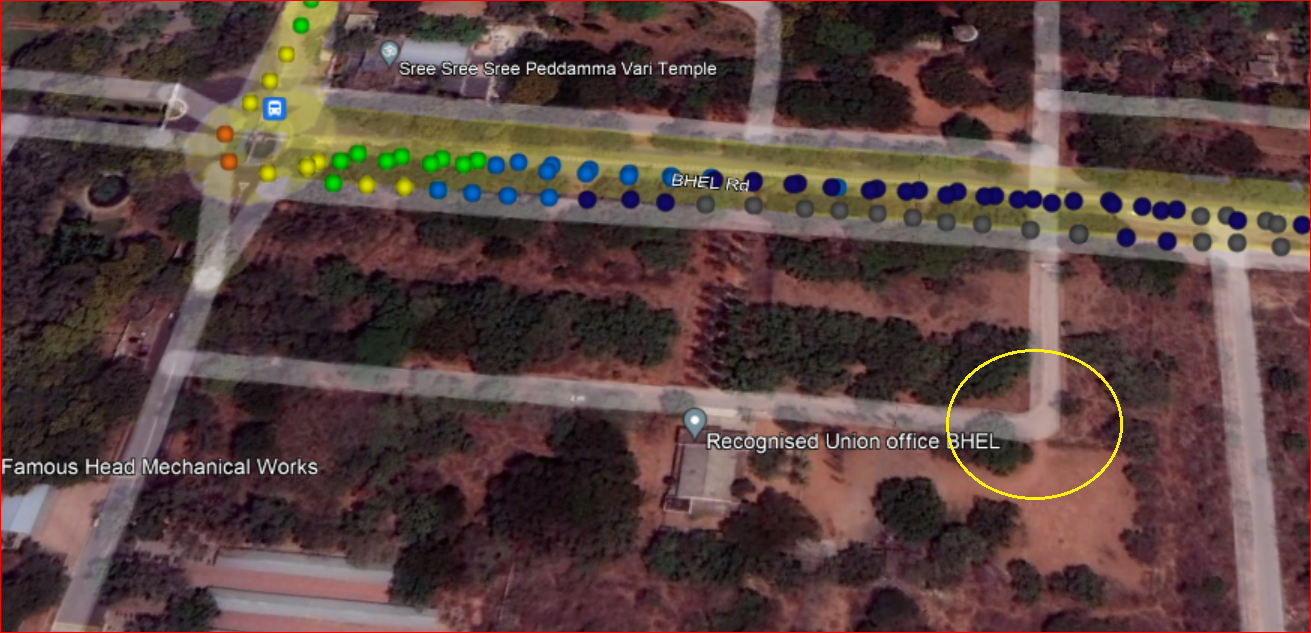 Sree Sree Sree Peddamma Vari Temple
BHEL Rd
Recognised Union office BHEL
Famous Head Mechanical Works